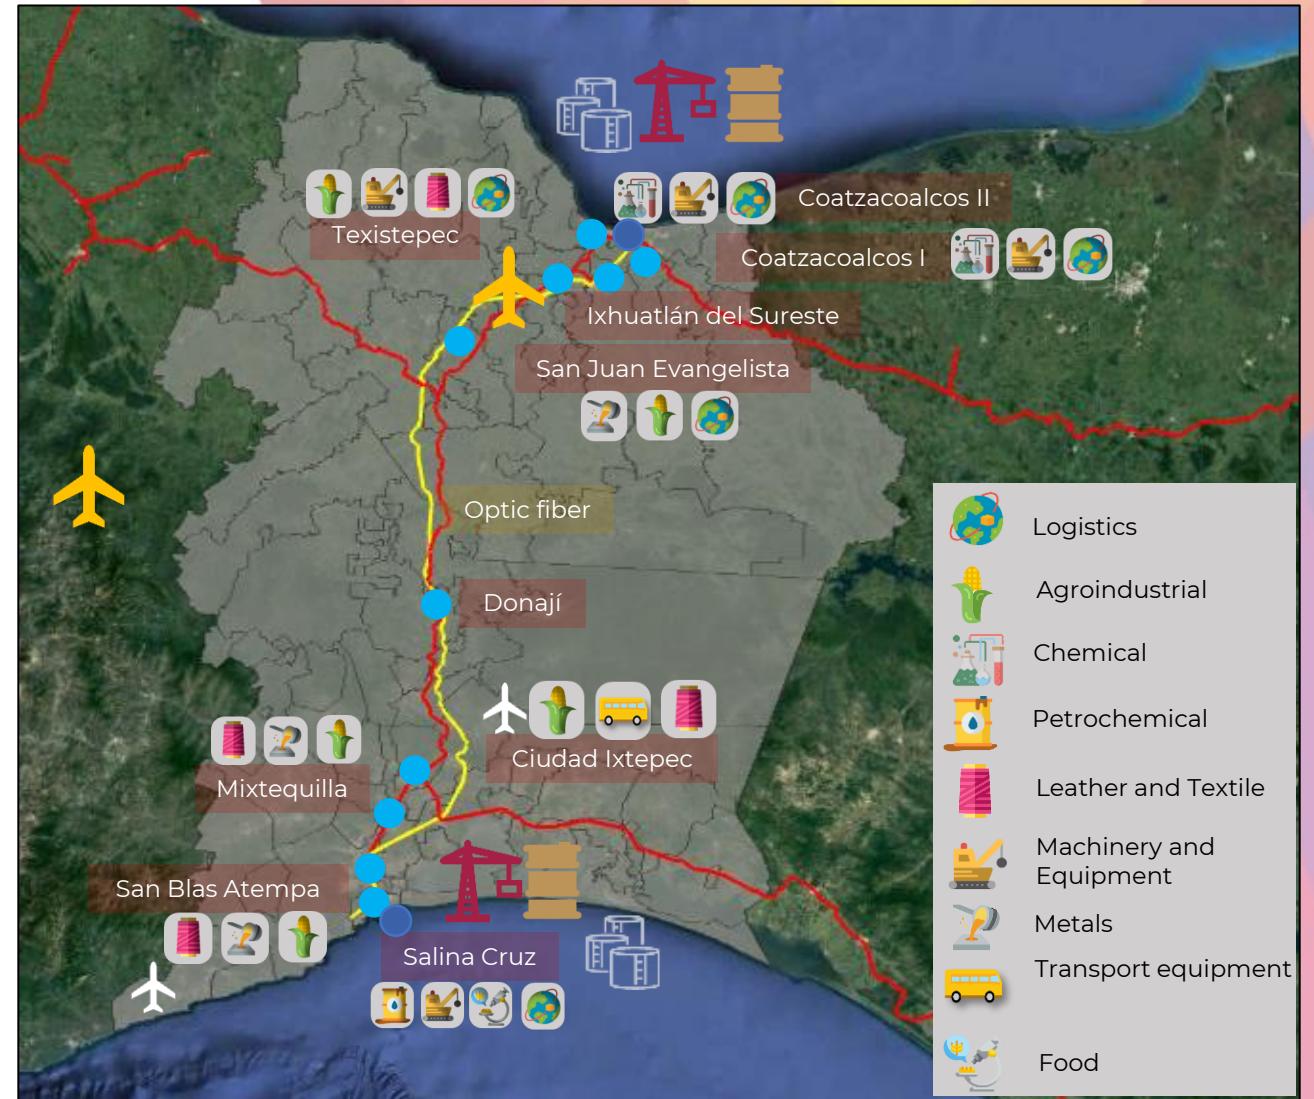 Coatzacoalcos II
Texistepec
Coatzacoalcos I
Ixhuatlán del Sureste
San Juan Evangelista
Optic fiber
Donají
Ciudad Ixtepec
Mixtequilla
San Blas Atempa
Salina Cruz
Logistics
Agroindustrial
Chemical
Petrochemical
Leather and Textile
Machinery and
Equipment
Metals
Transport equipment
Food